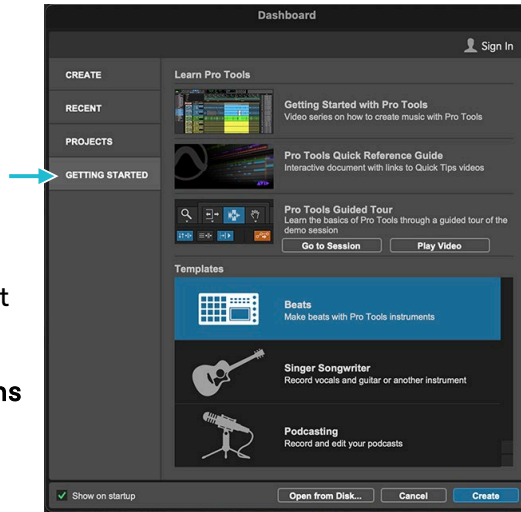 Dashboard
Sign In
CREATE
RECENT
PROJECTS
GETTING STARTED
Learn Pro Tools
Getting Started with Pro Tools
Video series on how to create music with Pro Tools
Pro Tools Quick Reference Guide
Interactive document with links to Quick Tips videos
AVID
Pro Tools Guided Tour
Learn the basics of Pro Tools through a guided tour of the
demo session
Go to Session
Play Video
Templates
Beats
Make beats with Pro Tools instruments
Singer Songwriter
Record vocals and guitar or another instrument
Podcasting
Record and edit your podcasts
t
ns
Show on startup
Open from Disk...
Cancel
Create